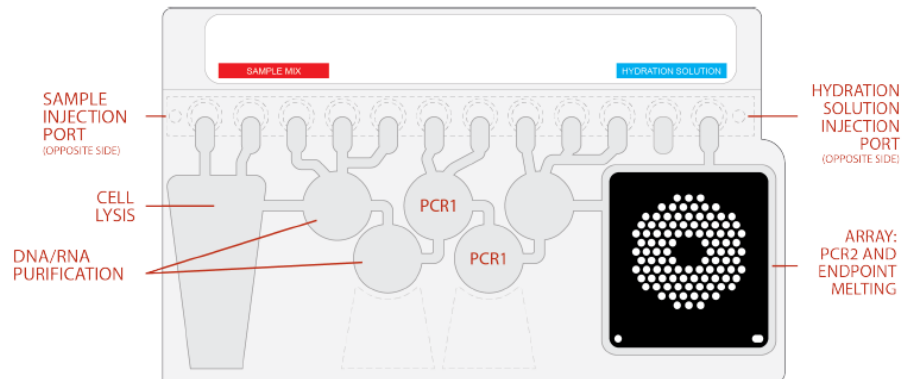 SAMPLE MIX
HYDRATION SOLUTION
SAMPLE
INJECTION
PORT
(OPPOSITE SIDE)
HYDRATION
SOLUTION
INJECTION
PORT
(OPPOSITE SIDE)
CELL
LYSIS
PCR1
PCR1
DNA/RNA
PURIFICATION
ARRAY:
PCR2 AND
ENDPOINT
MELTING